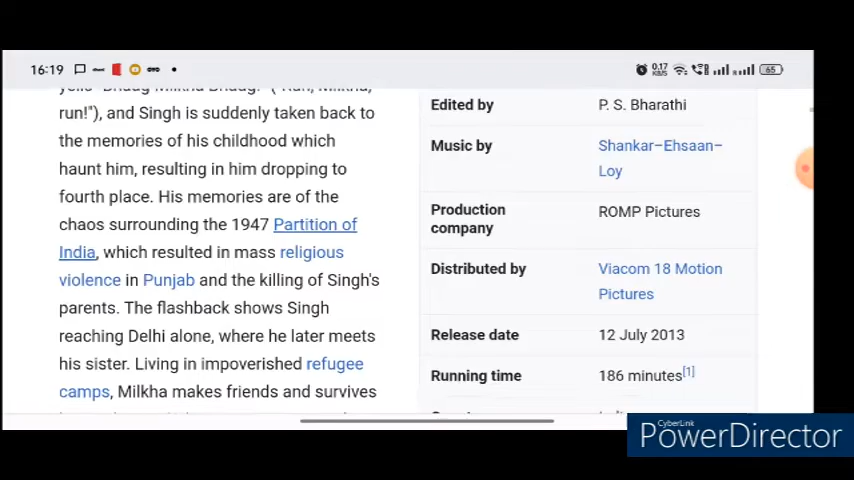 16:19
0.17
KB/S
65
run!"), and Singh is suddenly taken back to
the memories of his childhood which
haunt him, resulting in him dropping to
fourth place. His memories are of the
chaos surrounding the 1947 Partition of
India, which resulted in mass religious
violence in Punjab and the killing of Singh's
parents. The flashback shows Singh
reaching Delhi alone, where he later meets
his sister. Living in impoverished refugee
camps, Milkha makes friends and survives
Edited by P. S. Bharathi
Music by Shankar–Ehsaan–
Loy
Production
company
ROMP Pictures
Distributed by Viacom 18 Motion
Pictures
Release date 12 July 2013
Running time 186 minutes[1]
CyberLink
PowerDirector